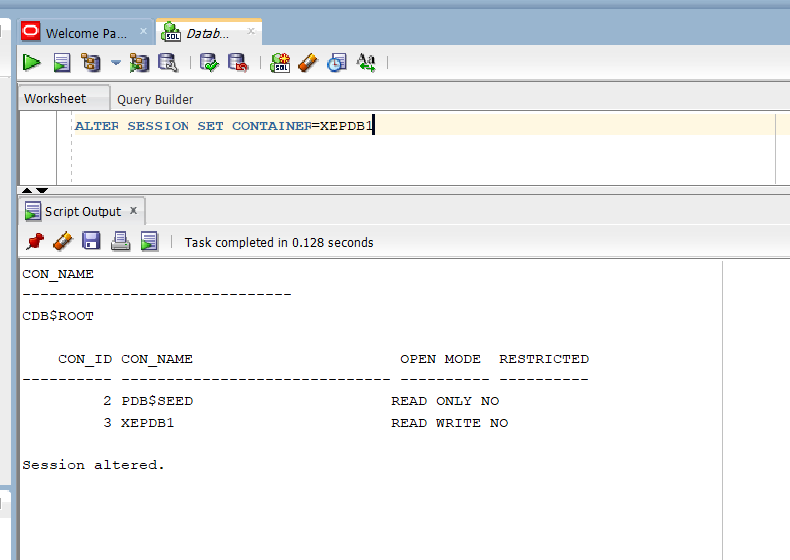 Welcome Pa... Datab...
Worksheet Query Builder
ALTER SESSION SET CONTAINER=XEPDB1
Script Output
Task completed in 0.128 seconds
CON_NAME
------------------------------
CDB$ROOT
    CON_ID CON_NAME                       OPEN MODE  RESTRICTED
---------- ------------------------------ ---------- ----------
         2 PDB$SEED                       READ ONLY NO
         3 XEPDB1                         READ WRITE NO
Session altered.